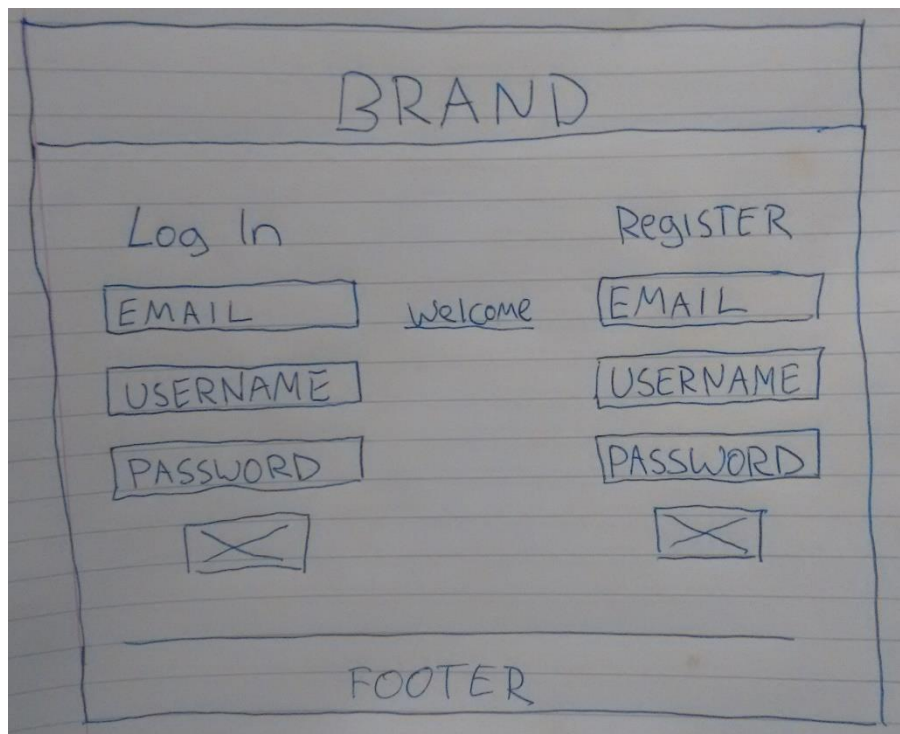 BRAND
Log In
Register
EMAIL
Welcome
EMAIL
USERNAME
USERNAME
PASSWORD
PASSWORD
FOOTER